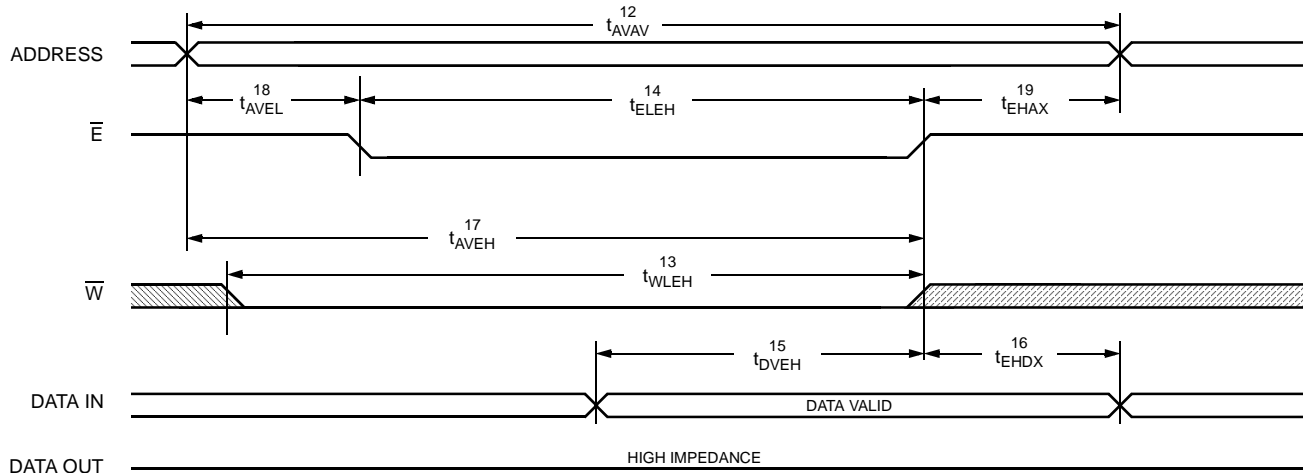 12
tAVAV
ADDRESS
18
tAVEL
14
tELEH
19
tEHAX
E
17
tAVEH
13
tWLEH
W
15
tDVEH
16
tEHDX
DATA IN
DATA VALID
DATA OUT
HIGH IMPEDANCE